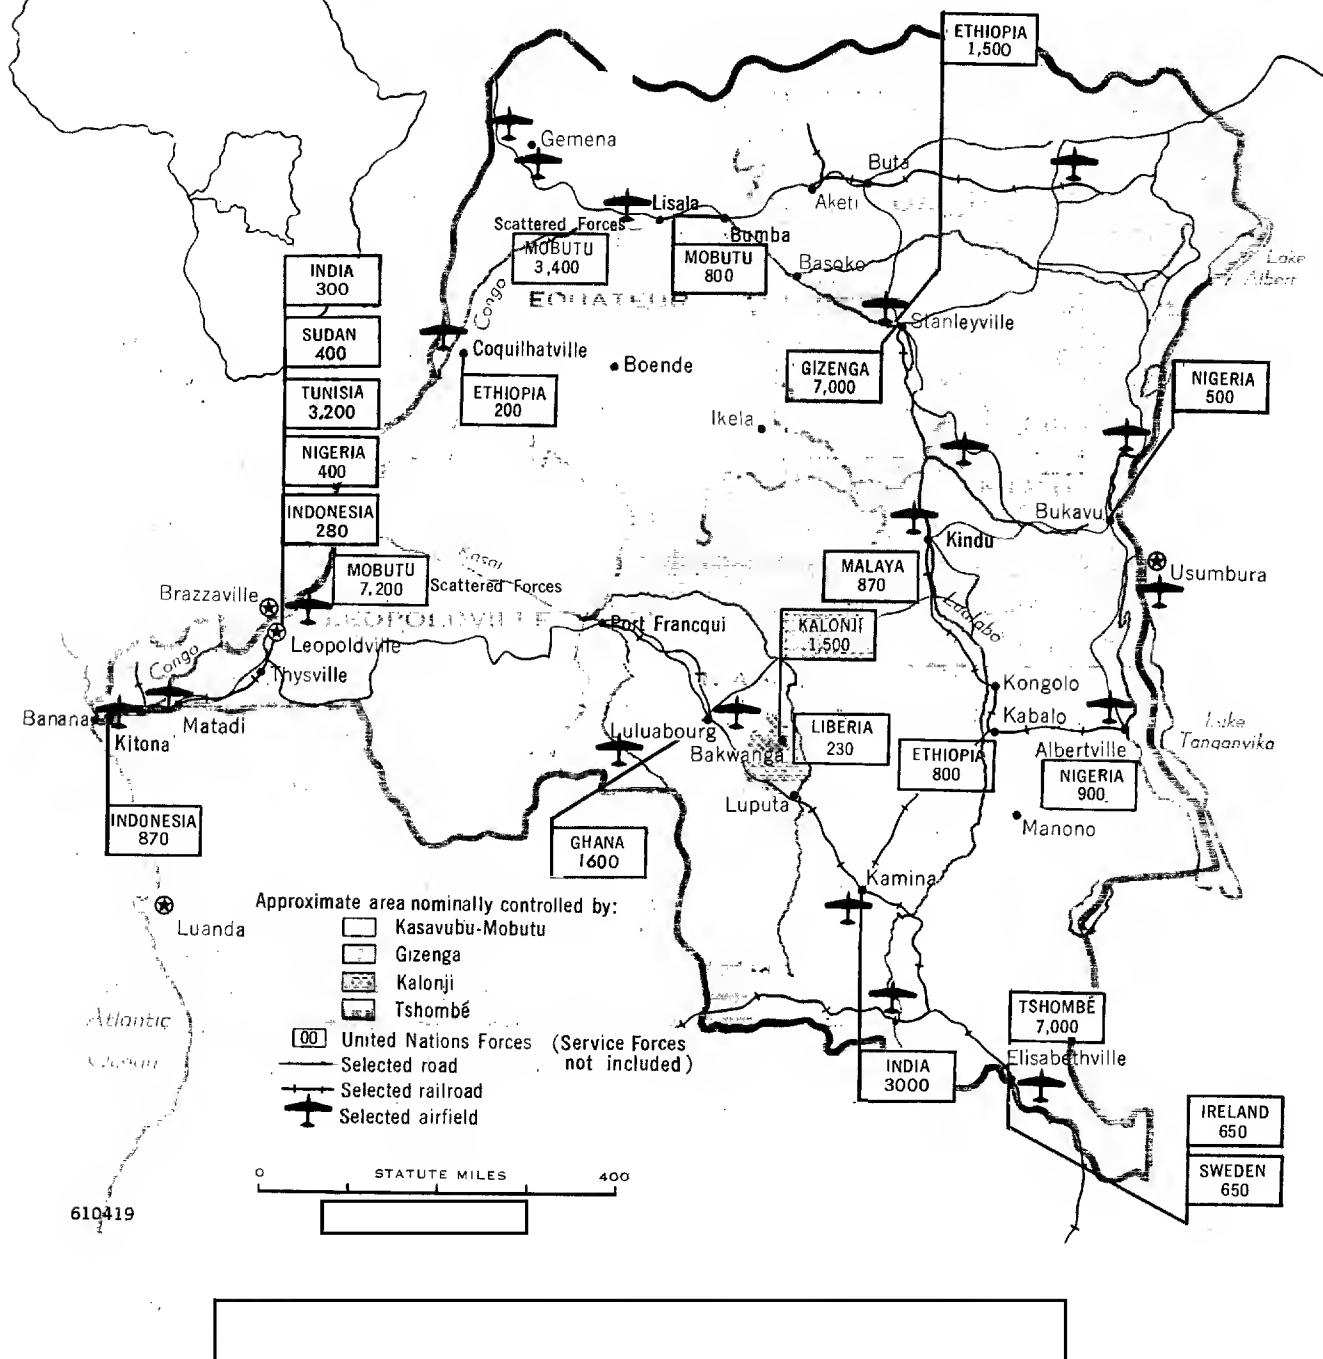 ETHIOPIA
1,500
Gemena
Buta
Aketi
Lisala
Scattered Forces
MOBUTU
3,400
Bumba
MOBUTU
800
Basoko
Lake
Albert
INDIA
300
Congo
EQUATEUR
SUDAN
400
Stanleyville
Coquilhatville
Boende
GIZENGA
7,000
NIGERIA
500
TUNISIA
3,200
ETHIOPIA
200
Ikela
NIGERIA
400
INDONESIA
280
Bukavu
Kindu
Kasai
MOBUTU
7,200
Scattered Forces
MALAYA
870
Usumbura
Brazzaville
LEOPOLDVILLE
Port Francqui
KALONJI
1,500
Lualaba
Leopoldville
Congo
Thysville
Kongolo
Banana
Kitona
Matadi
Luluabourg
Bakwanga
LIBERIA
230
Kabalo
Albertville
Lake
Tanganyika
ETHIOPIA
800
NIGERIA
900
Luputa
Manono
INDONESIA
870
GHANA
1600
Kamina
Luanda
Approximate area nominally controlled by:
Kasavubu-Mobutu
Gizenga
Kalonji
Tshombé
00 United Nations Forces (Service Forces
not included)
Selected road
Selected railroad
Selected airfield
Atlantic
Ocean
TSHOMBÉ
7,000
Elisabethville
INDIA
3000
IRELAND
650
SWEDEN
650
0 STATUTE MILES 400
610419